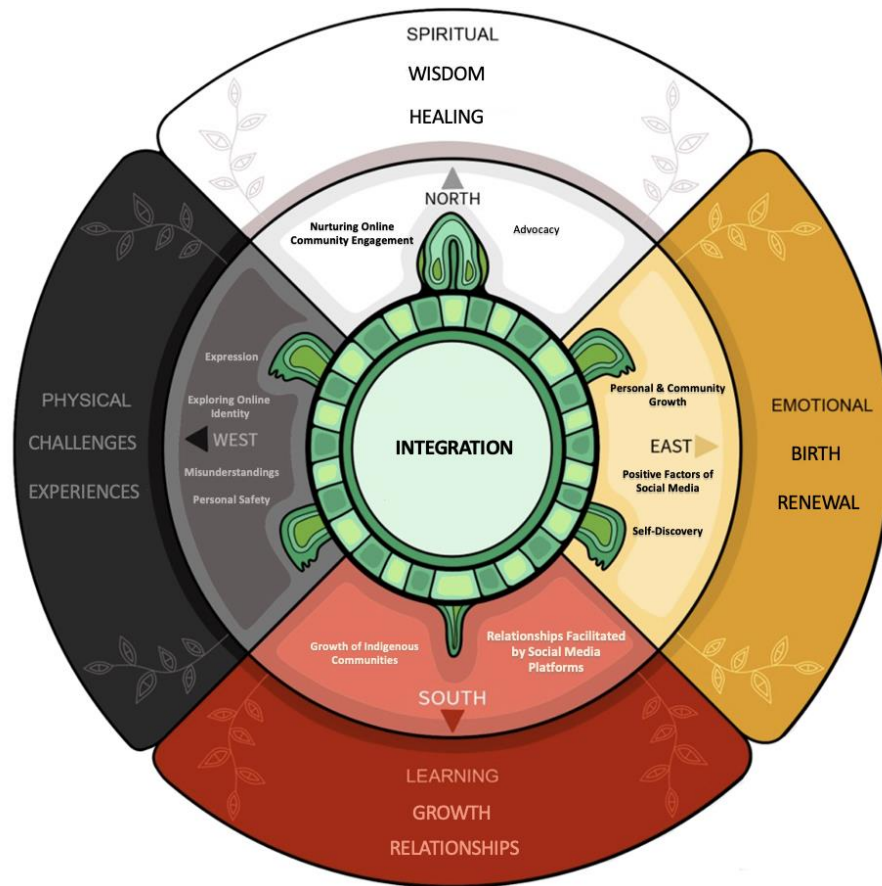 SPIRITUAL
WISDOM
HEALING
NORTH
Nurturing Online
Community Engagement
Advocacy
PHYSICAL
CHALLENGES
EXPERIENCES
Expression
Exploring Online
Identity
WEST
Misunderstandings
Personal Safety
INTEGRATION
Personal & Community
Growth
EAST
Positive Factors of
Social Media
Self-Discovery
EMOTIONAL
BIRTH
RENEWAL
Growth of Indigenous
Communities
Relationships Facilitated
by Social Media
Platforms
SOUTH
LEARNING
GROWTH
RELATIONSHIPS